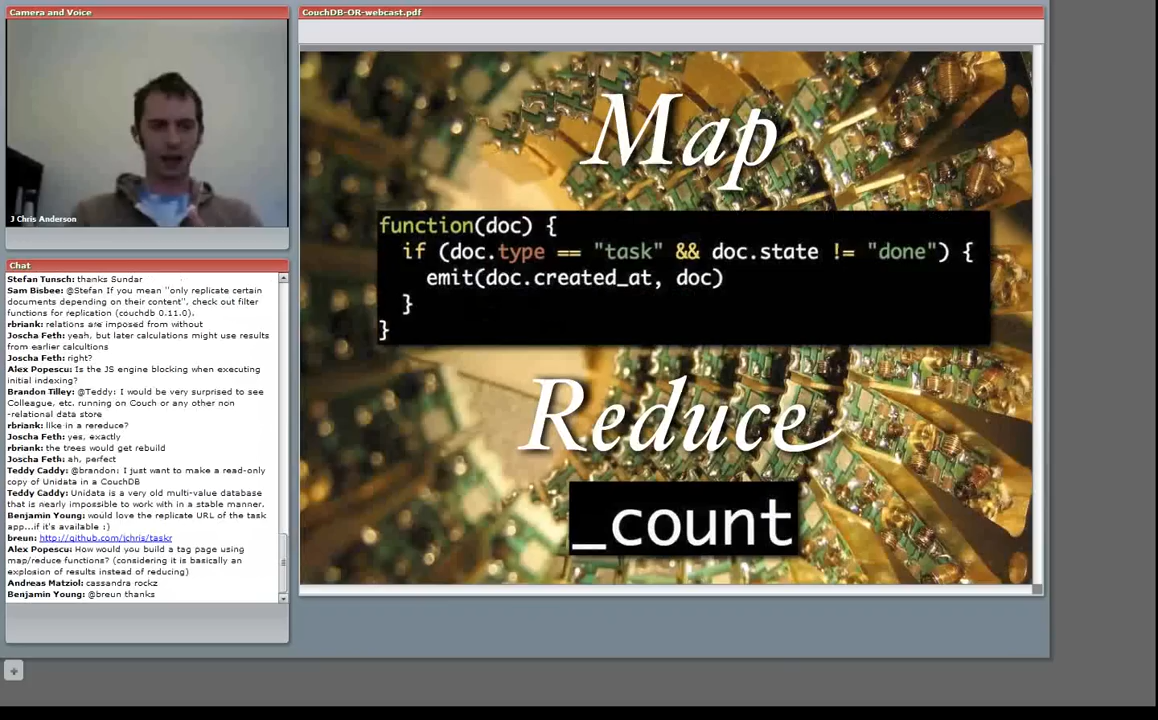 Camera and Voice
J Chris Anderson
Chat
Stefan Tunsch: thanks Sundar
Sam Bisbee: @Stefan If you mean "only replicate certain
documents depending on their content", check out filter
functions for replication (couchdb 0.11.0).
rbriank: relations are imposed from without
Joscha Feth: yeah, but later calculations might use results
from earlier calcultions
Joscha Feth: right?
Alex Popescu: Is the JS engine blocking when executing
initial indexing?
Brandon Tilley: @Teddy: I would be very surprised to see
Colleague, etc. running on Couch or any other non
-relational data store
rbriank: like in a rereduce?
Joscha Feth: yes, exactly
rbriank: the trees would get rebuild
Joscha Feth: ah, perfect
Teddy Caddy: @brandon: I just want to make a read-only
copy of Unidata in a CouchDB
Teddy Caddy: Unidata is a very old multi-value database
that is nearly impossible to work with in a stable manner.
Benjamin Young: would love the replicate URL of the task
app...if it's available :)
breun: http://github.com/jchris/taskr
Alex Popescu: How would you build a tag page using
map/reduce functions? (considering it is basically an
explosion of results instead of reducing)
Andreas Matziol: cassandra rockz
Benjamin Young: @breun thanks
CouchDB-OR-webcast.pdf
Map
function(doc) {
if (doc.type == "task" && doc.state != "done") {
emit(doc.created_at, doc)
}
}
Reduce
_count